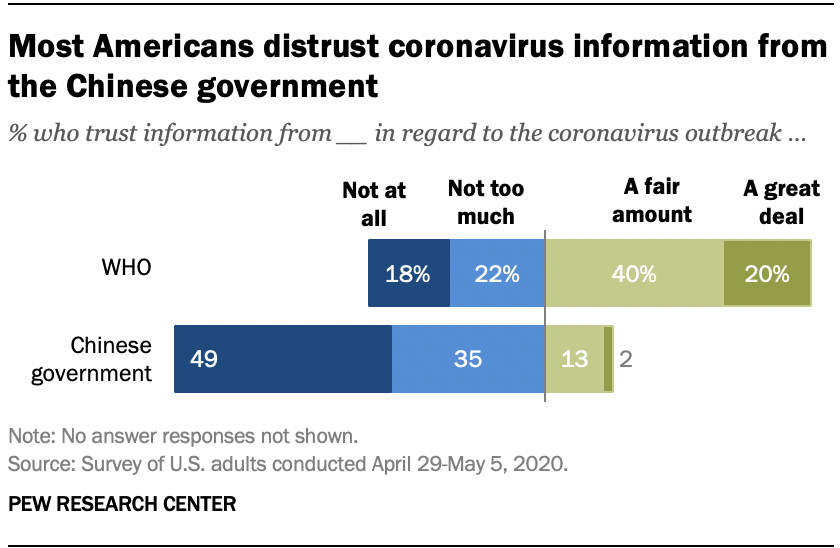 Most Americans distrust coronavirus information from
the Chinese government
% who trust information from __ in regard to the coronavirus outbreak ...
Not at all
Not too much
A fair amount
A great deal
WHO
18% 22% 40% 20%
Chinese government
49 35 13 2
Note: No answer responses not shown.
Source: Survey of U.S. adults conducted April 29-May 5, 2020.
PEW RESEARCH CENTER